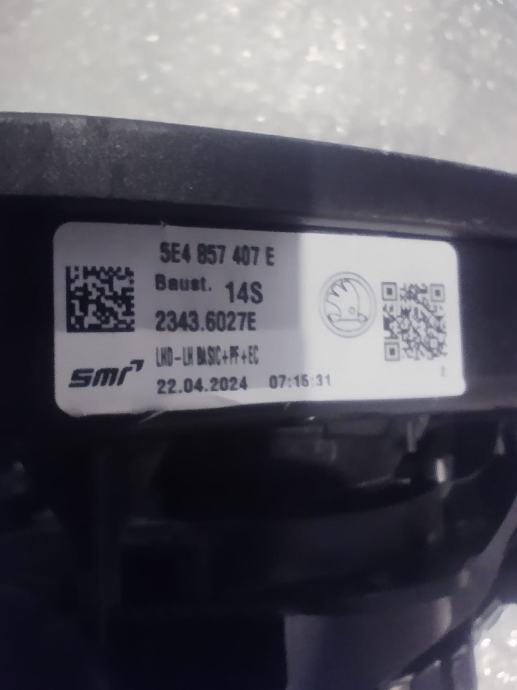 5E4 857 407 E
Baust. 14S
2343.6027E
LHD-LH BASIC+PF+EC
smr
22.04.2024 07:15:31